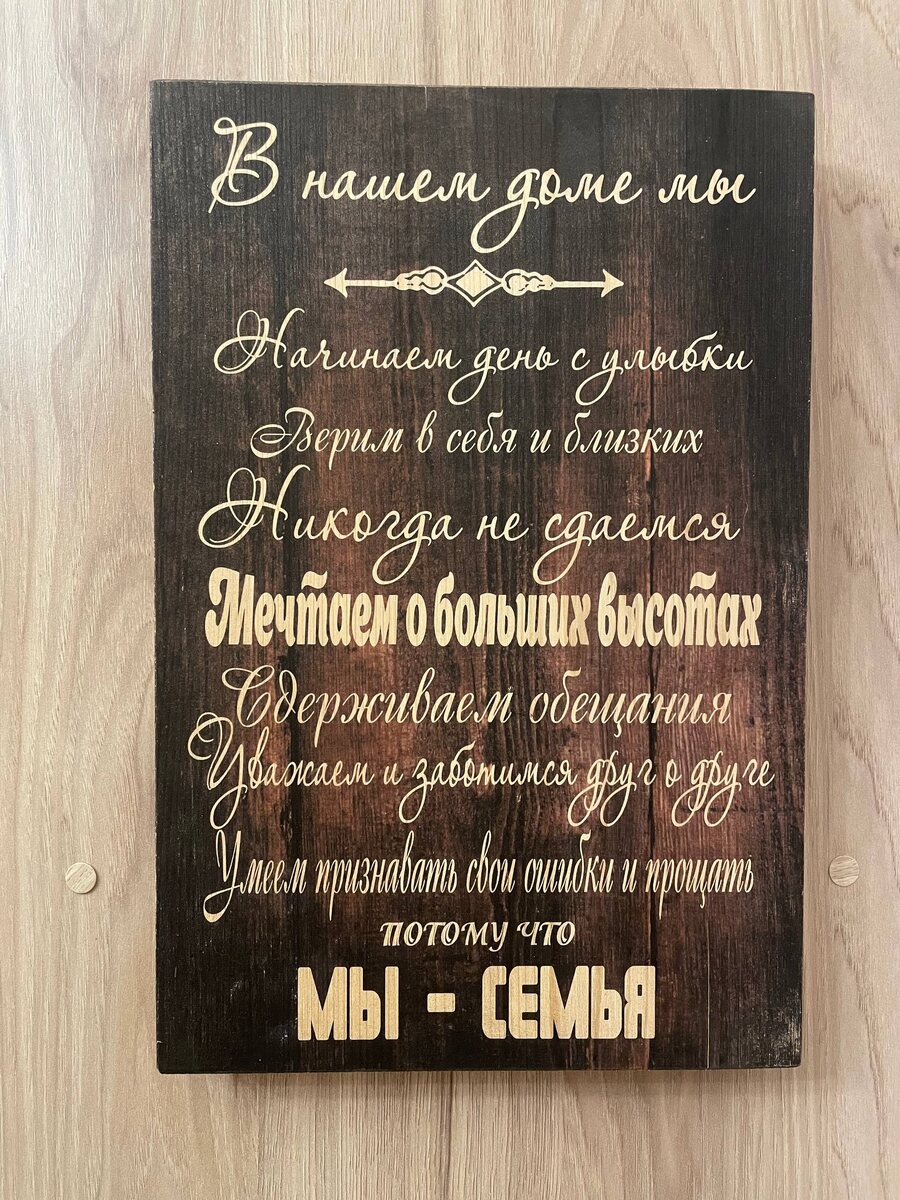 В нашем доме мы
Начинаем день с улыбки
Верим в себя и близких
Никогда не сдаемся
Мечтаем о больших высотах
Сдерживаем обещания
Уважаем и заботимся друг о друге
Умеем признавать свои ошибки и прощать
потому что
МЫ - СЕМЬЯ